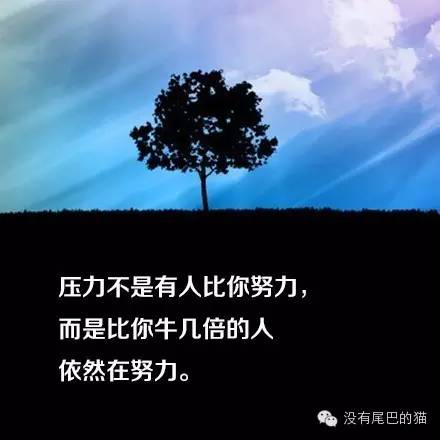 压力不是有人比你努力，
而是比你牛几倍的人
依然在努力。
没有尾巴的猫